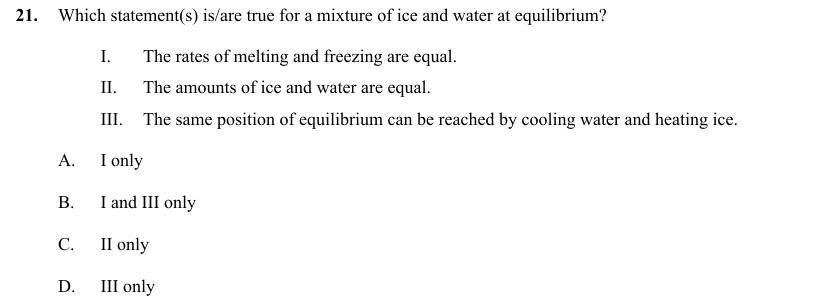 21. Which statement(s) is/are true for a mixture of ice and water at equilibrium?
I. The rates of melting and freezing are equal.
II. The amounts of ice and water are equal.
III. The same position of equilibrium can be reached by cooling water and heating ice.
A. I only
B. I and III only
C. II only
D. III only